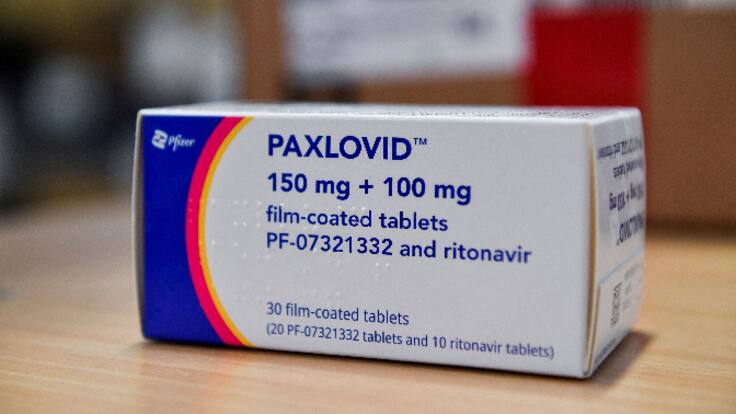 Pfizer
PAXLOVID™
150 mg + 100 mg
film-coated tablets
PF-07321332 and ritonavir
30 film-coated tablets
(20 PF-07321332 tablets and 10 ritonavir tablets)